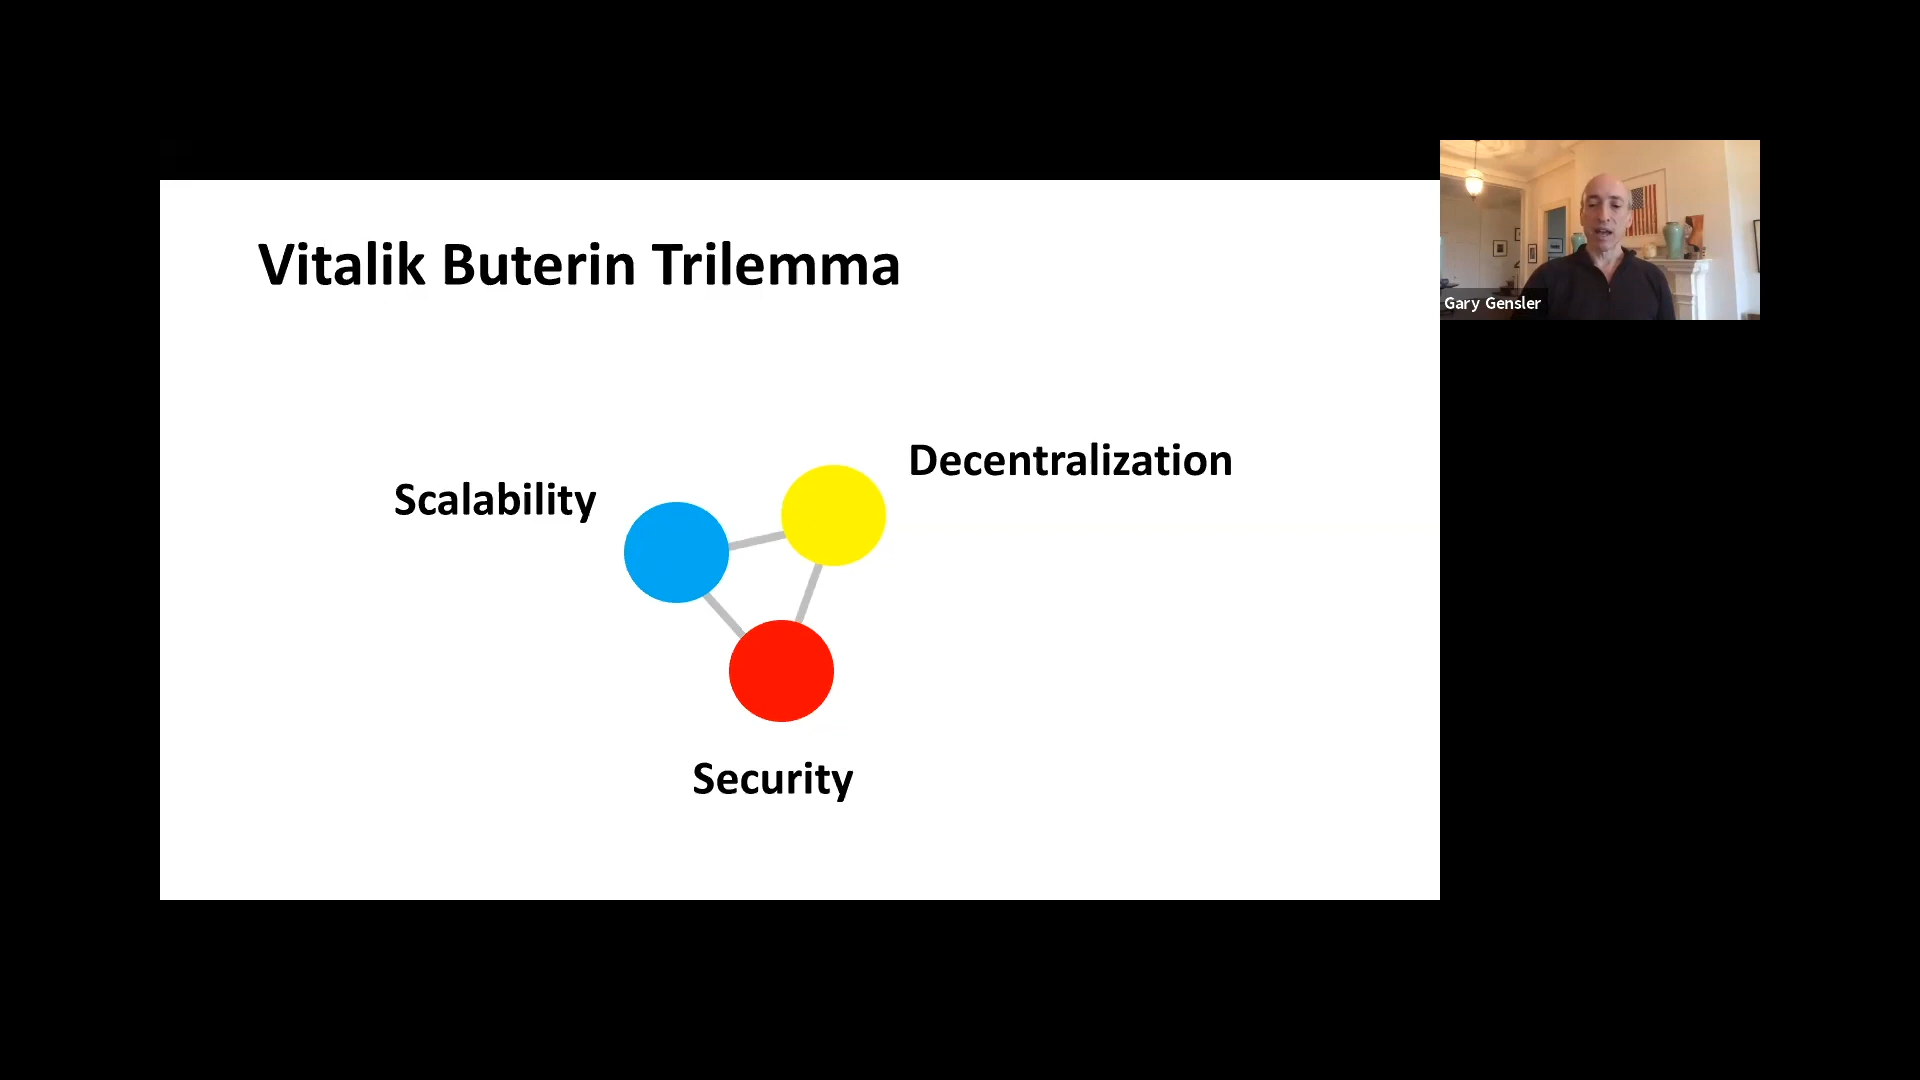 Vitalik Buterin Trilemma
Decentralization
Scalability
Security
Gary Gensler